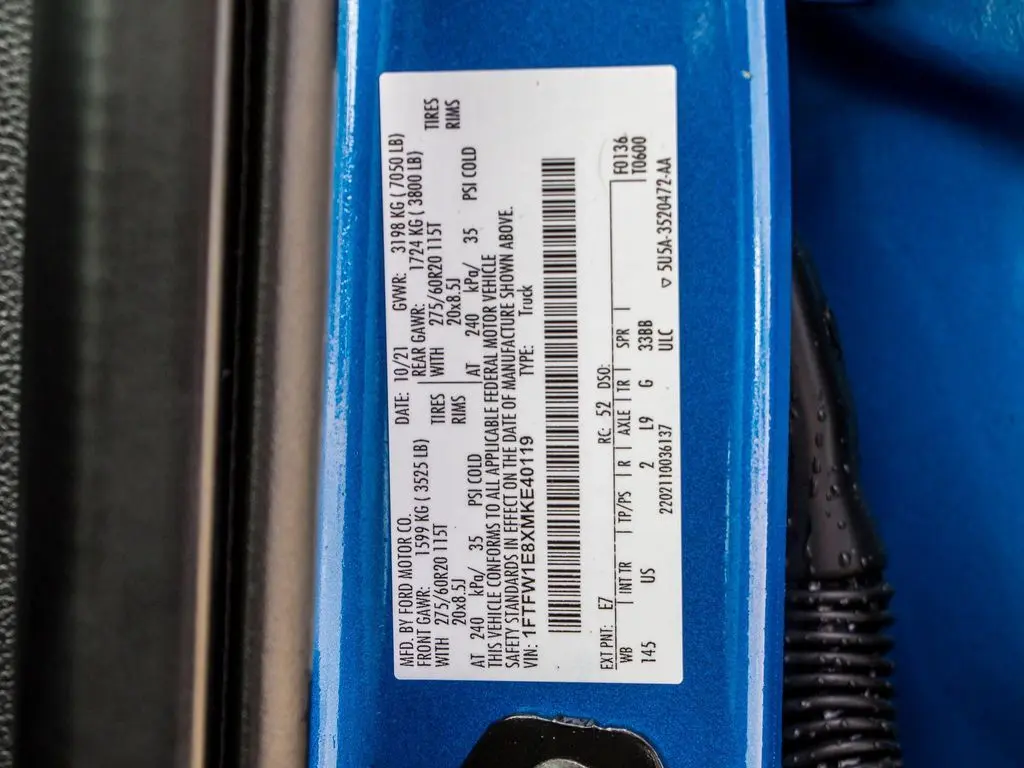 MFD. BY FORD MOTOR CO. DATE: 10/21 GVWR: 3198 KG ( 7050 LB)
FRONT GAWR: 1599 KG ( 3525 LB) REAR GAWR: 1724 KG ( 3800 LB)
WITH 275/60R20 115T TIRES WITH 275/60R20 115T TIRES
20x8.5J RIMS 20x8.5J RIMS
AT 240 kPa/ 35 PSI COLD AT 240 kPa/ 35 PSI COLD
THIS VEHICLE CONFORMS TO ALL APPLICABLE FEDERAL MOTOR VEHICLE
SAFETY STANDARDS IN EFFECT ON THE DATE OF MANUFACTURE SHOWN ABOVE.
VIN: 1FTFW1E8XMKE40119 TYPE: Truck
EXT PNT: E7 RC: 52 DSO: F0136
WB INT TR TP/PS R AXLE TR SPR T0600
145 US 2 L9 G 33BB
2202110036137 ULC
▽ 5U5A-3520472-AA